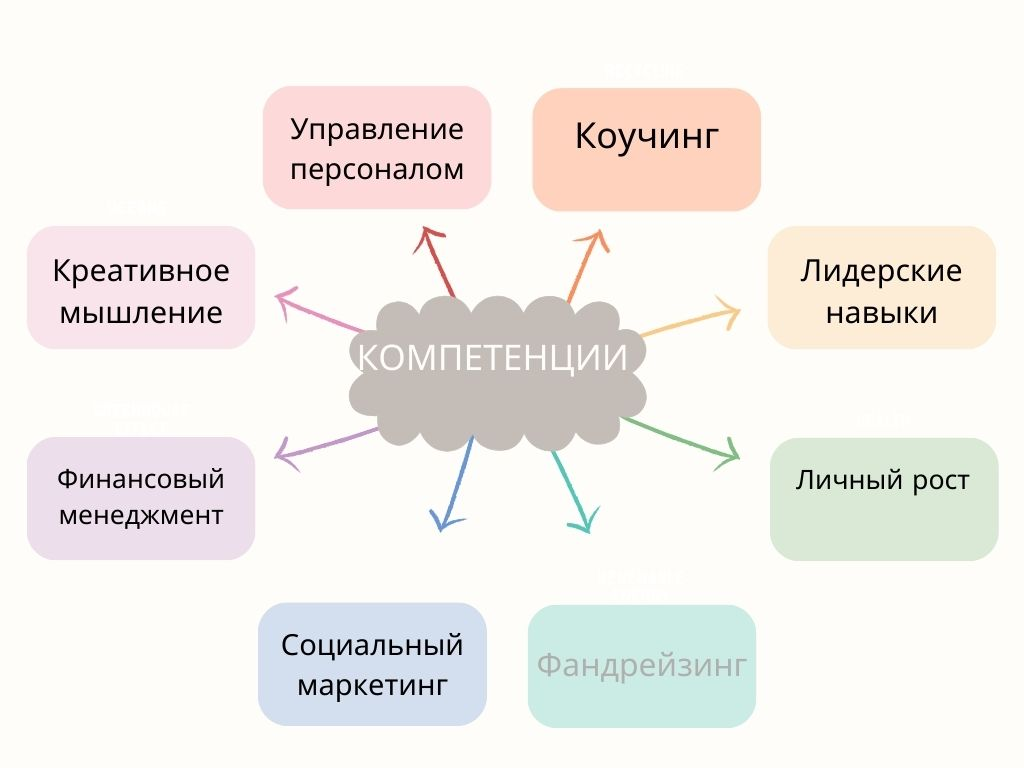 Управление
персоналом
Коучинг
Креативное
мышление
Лидерские
навыки
КОМПЕТЕНЦИИ
Финансовый
менеджмент
Личный рост
Социальный
маркетинг
Фандрейзинг